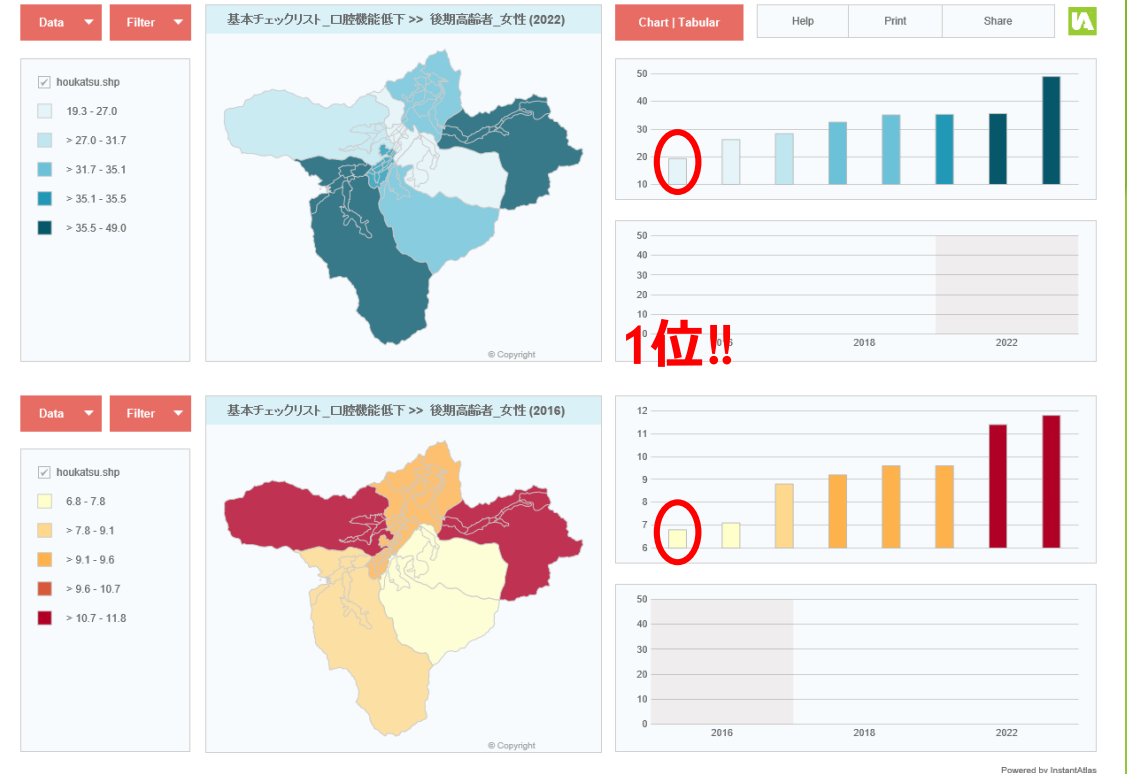 Data Filter 基本チェックリスト_口腔機能低下 >> 後期高齢者_女性 (2022) Chart | Tabular Help Print Share
houkatsu.shp
19.3 - 27.0
> 27.0 - 31.7
> 31.7 - 35.1
> 35.1 - 35.5
> 35.5 - 49.0
© Copyright
50
40
30
20
10
50
40
30
20
10
0
1位!!
2016 2018 2022
Data Filter 基本チェックリスト_口腔機能低下 >> 後期高齢者_女性 (2016)
houkatsu.shp
6.8 - 7.8
> 7.8 - 9.1
> 9.1 - 9.6
> 9.6 - 10.7
> 10.7 - 11.8
© Copyright
12
11
10
9
8
7
6
50
40
30
20
10
0
2016 2018 2022
Powered by InstantAtlas